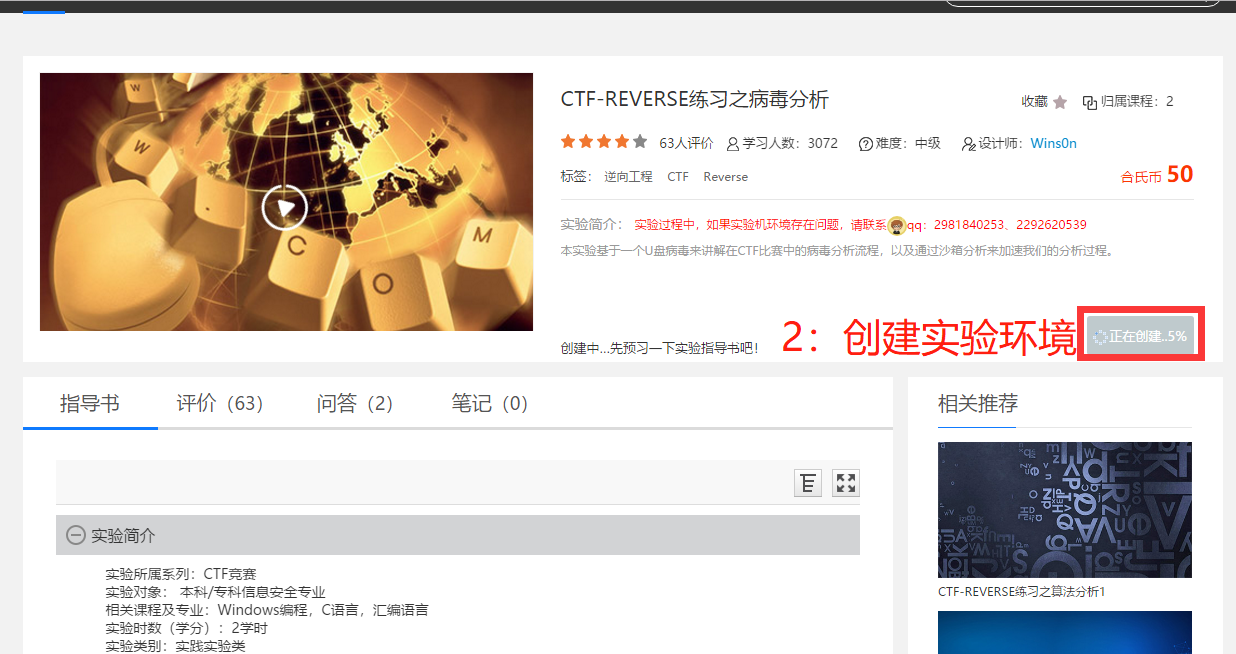 CTF-REVERSE练习之病毒分析
收藏 归属课程：2
63人评价 学习人数：3072 难度：中级 设计师：Wins0n
标签： 逆向工程 CTF Reverse
合氏币 50
实验简介： 实验过程中，如果实验机环境存在问题，请联系qq：2981840253、2292620539
本实验基于一个U盘病毒来讲解在CTF比赛中的病毒分析流程，以及通过沙箱分析来加速我们的分析过程。
W
W
C
O
M
创建中...先预习一下实验指导书吧！
2：创建实验环境
正在创建..5%
指导书 评价（63） 问答（2） 笔记（0）
相关推荐
实验简介
实验所属系列：CTF竞赛
实验对象： 本科/专科信息安全专业
相关课程及专业：Windows编程，C语言，汇编语言
实验时数（学分）：2学时
实验类别：实践实验类
CTF-REVERSE练习之算法分析1